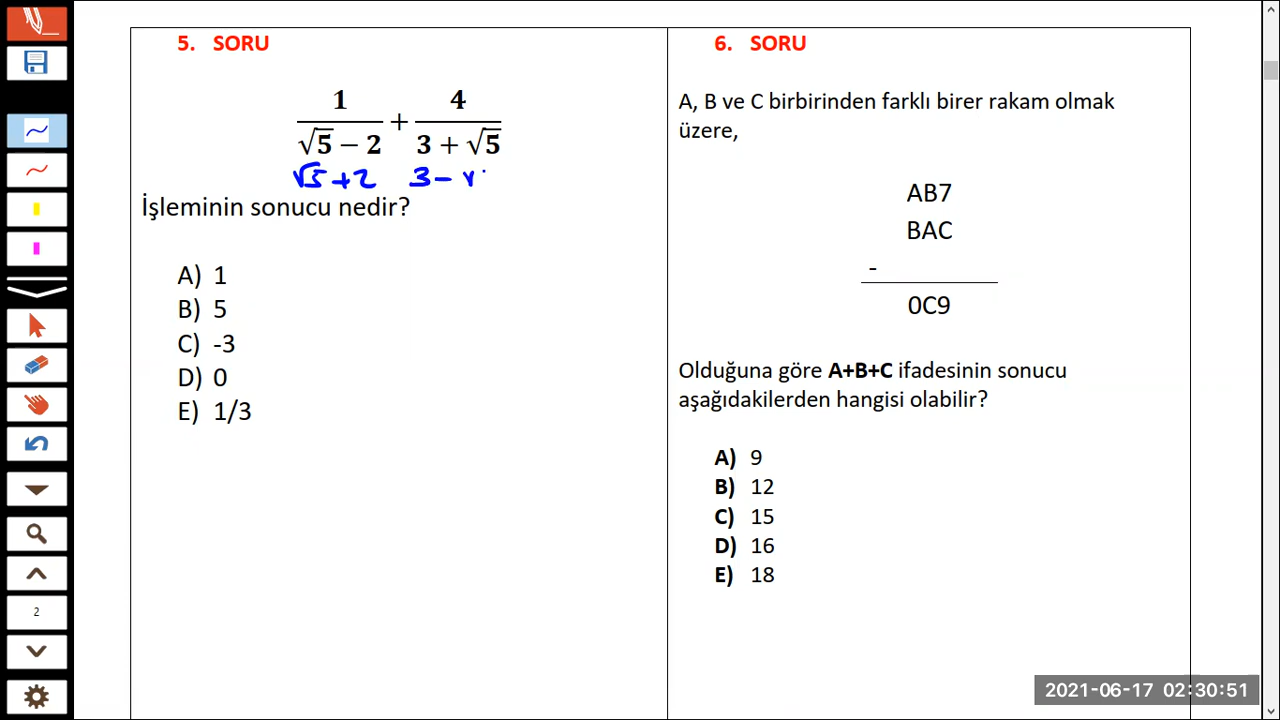 5. SORU
1 / (√5 − 2) + 4 / (3 + √5)
√5 + 2 3 −
İşleminin sonucu nedir?
A) 1
B) 5
C) -3
D) 0
E) 1/3
6. SORU
A, B ve C birbirinden farklı birer rakam olmak
üzere,
AB7
BAC
-
0C9
Olduğuna göre A+B+C ifadesinin sonucu
aşağıdakilerden hangisi olabilir?
A) 9
B) 12
C) 15
D) 16
E) 18
2
2021-06-17 02:30:51